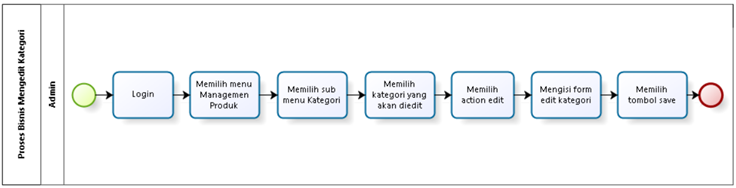 Proses Bisnis Mengedit Kategori
Admin
Login
Memilih menu
Managemen
Produk
Memilih sub
menu Kategori
Memilih
kategori yang
akan diedit
Memilih
action edit
Mengisi form
edit kategori
Memilih
tombol save